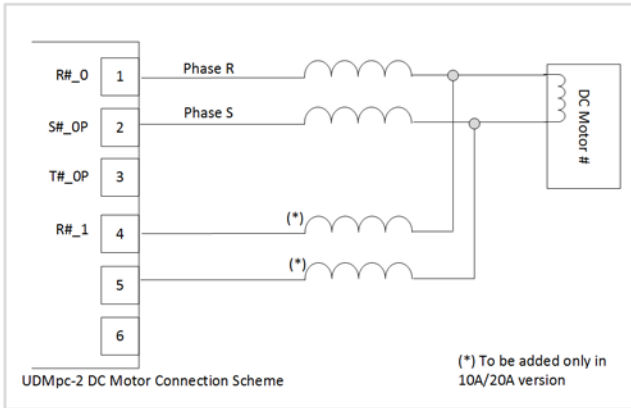 R#_0
1
Phase R
S#_0P
2
Phase S
T#_0P
3
R#_1
4
(*)
5
(*)
6
DC Motor #
UDMpc-2 DC Motor Connection Scheme
(*) To be added only in
10A/20A version